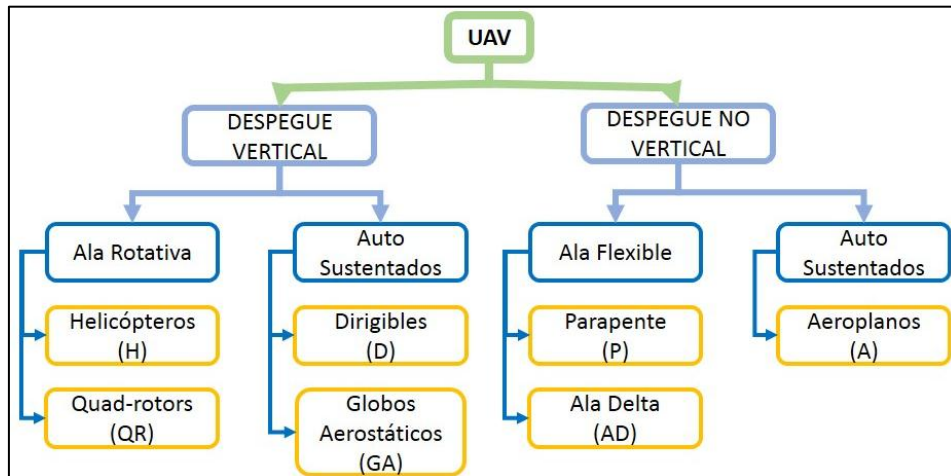 UAV
DESPEGUE
VERTICAL
DESPEGUE NO
VERTICAL
Ala Rotativa
Auto
Sustentados
Ala Flexible
Auto
Sustentados
Helicópteros
(H)
Dirigibles
(D)
Parapente
(P)
Aeroplanos
(A)
Quad-rotors
(QR)
Globos
Aerostáticos
(GA)
Ala Delta
(AD)